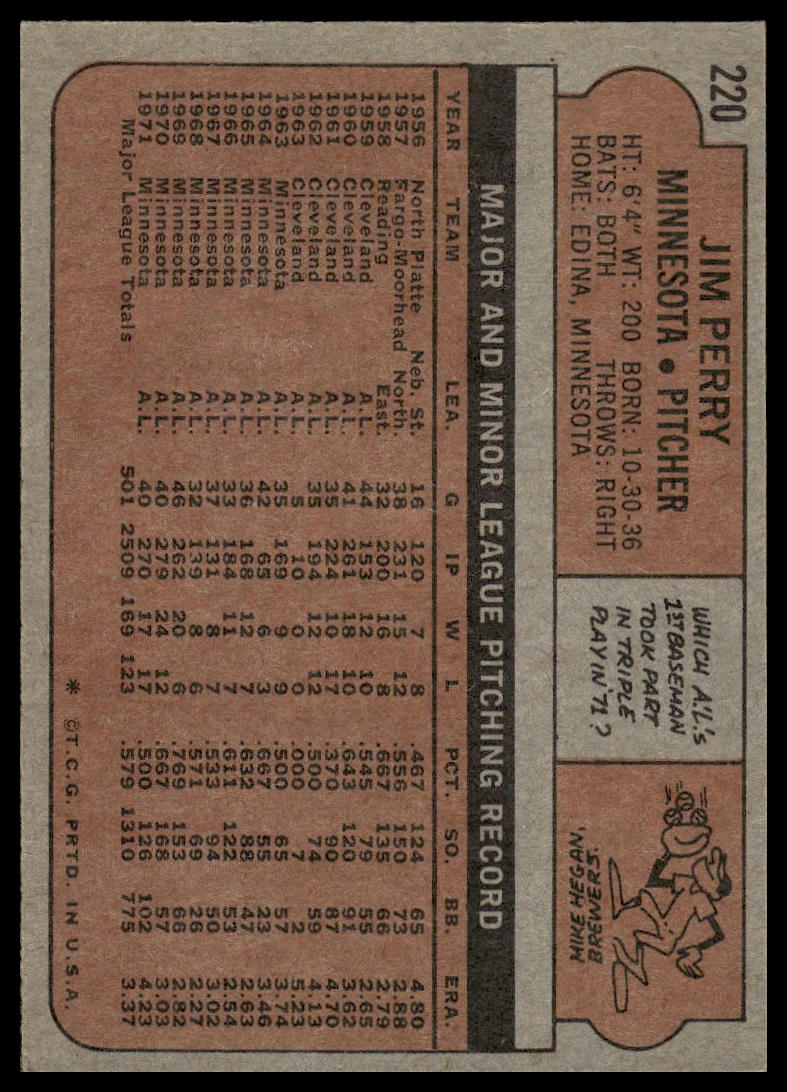 220
JIM PERRY
MINNESOTA • PITCHER
HT: 6'4" WT: 200 BORN: 10-30-36
BATS: BOTH THROWS: RIGHT
HOME: EDINA, MINNESOTA
WHICH A.L.'S
1ST BASEMAN
TOOK PART
IN TRIPLE
PLAY IN '71?
MIKE HEGAN,
BREWERS.
MAJOR AND MINOR LEAGUE PITCHING RECORD
YEAR TEAM LEA. G IP W L PCT. SO. BB. ERA.
1956 North Platte Neb. St. 16 120 7 8 .467 124 65 4.80
1957 Fargo-Moorhead North. 38 231 15 12 .556 150 73 2.88
1958 Reading East. 32 200 16 8 .667 135 66 2.79
1959 Cleveland A.L. 44 153 12 10 .545 79 55 2.65
1960 Cleveland A.L. 41 261 18 10 .643 120 91 3.62
1961 Cleveland A.L. 35 224 10 17 .370 90 87 4.70
1962 Cleveland A.L. 35 194 12 12 .500 74 59 4.13
1963 Cleveland A.L. 5 10 0 0 .000 7 2 5.23
1963 Minnesota A.L. 35 169 9 9 .500 65 57 3.74
1964 Minnesota A.L. 42 65 6 3 .667 55 23 3.46
1965 Minnesota A.L. 36 168 12 7 .632 88 47 2.63
1966 Minnesota A.L. 33 184 11 7 .611 122 53 2.54
1967 Minnesota A.L. 37 131 8 7 .533 94 50 3.02
1968 Minnesota A.L. 32 139 8 6 .571 69 26 2.27
1969 Minnesota A.L. 46 262 20 6 .769 153 66 2.82
1970 Minnesota A.L. 40 279 24 12 .667 168 57 3.03
1971 Minnesota A.L. 40 270 17 17 .500 126 102 4.23
Major League Totals 501 2509 169 123 .579 1310 775 3.37
* ©T.C.G. PRTD. IN U.S.A.